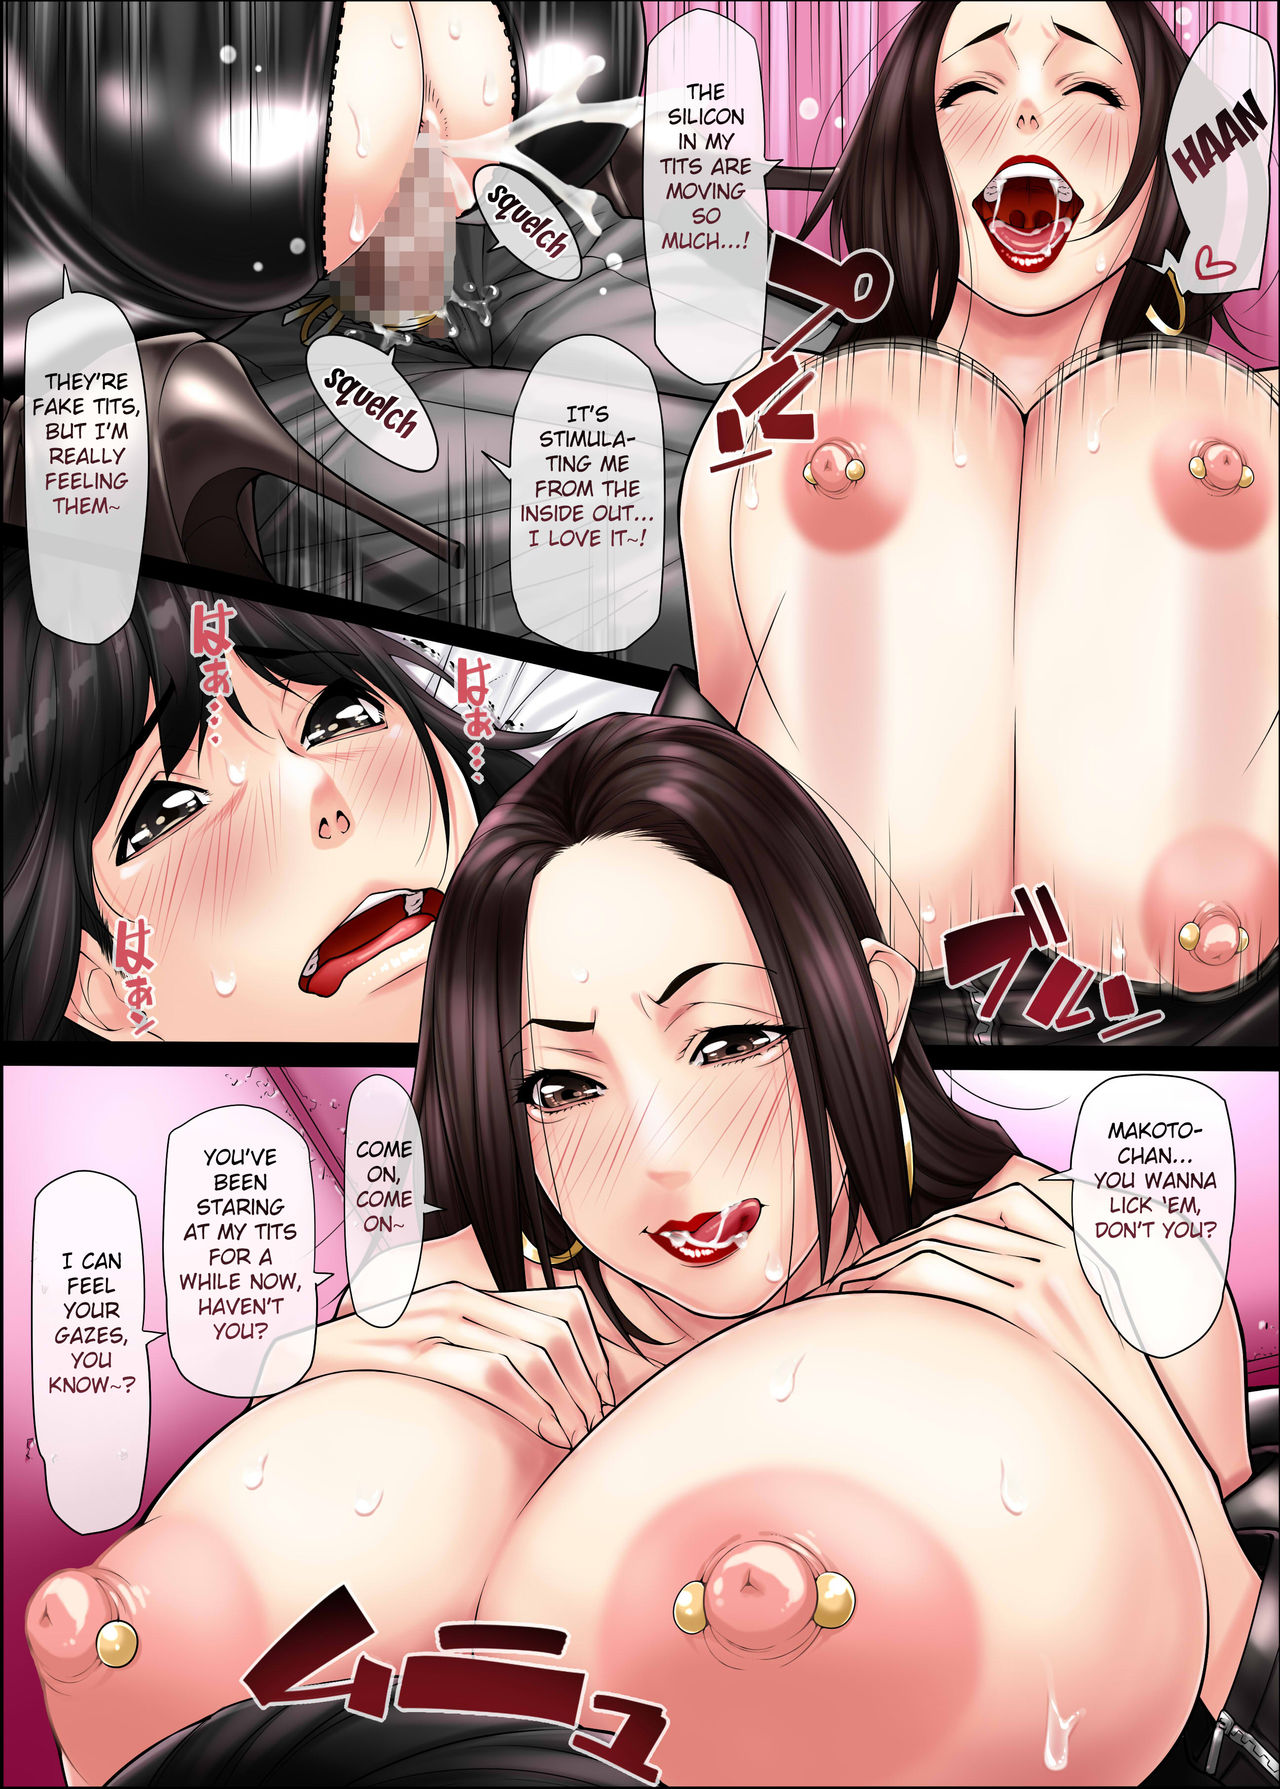 HAAN
THE
SILICON
IN MY
TITS ARE
MOVING
SO
MUCH...!
プルン
squelch
squelch
IT'S
STIMULA-
TING ME
FROM THE
INSIDE OUT...
I LOVE IT~!
THEY'RE
FAKE TITS,
BUT I'M
REALLY
FEELING
THEM~
はぁ…
はぁ…
はぁン
MAKOTO-
CHAN...
YOU WANNA
LICK 'EM,
DON'T YOU?
COME
ON,
COME
ON~
YOU'VE
BEEN
STARING
AT MY TITS
FOR A
WHILE NOW,
HAVEN'T
YOU?
I CAN
FEEL
YOUR
GAZES,
YOU
KNOW~?
ムニュ